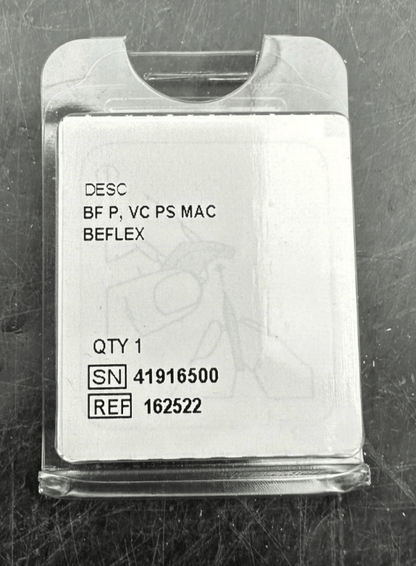 DESC
BF P, VC PS MAC
BEFLEX
QTY 1
SN 41916500
REF 162522